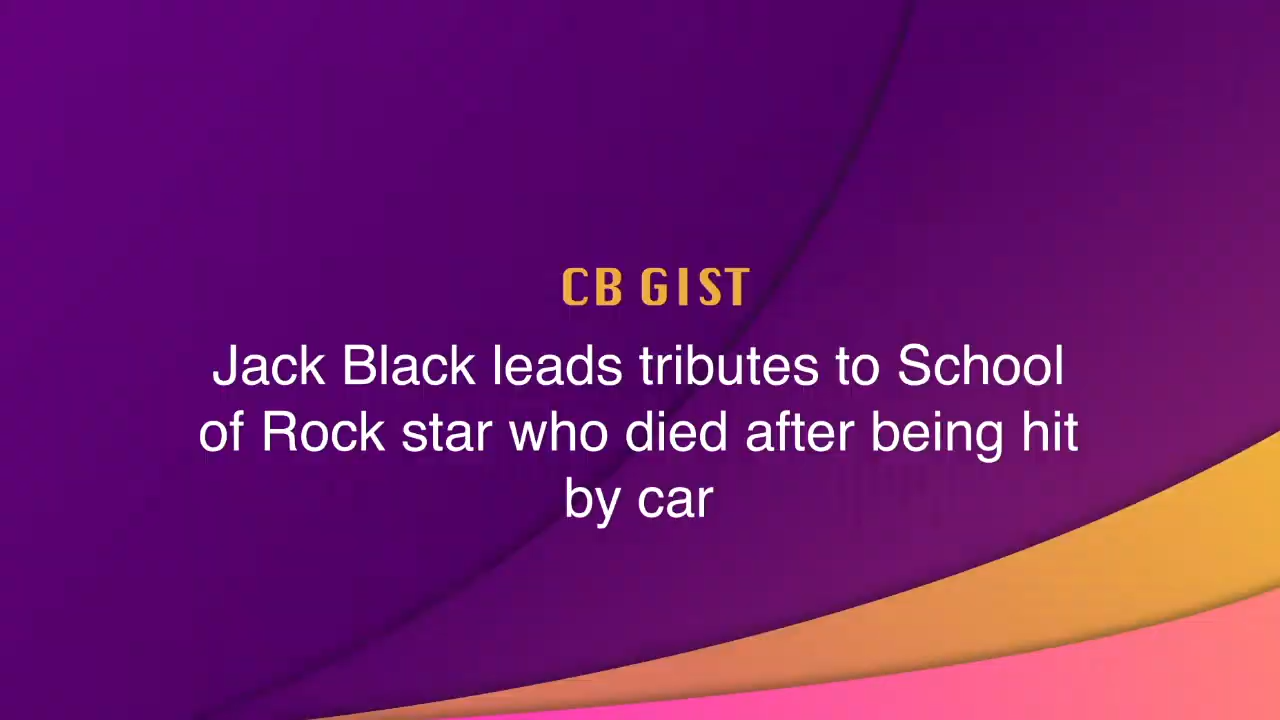 CB GIST
Jack Black leads tributes to School
of Rock star who died after being hit
by car